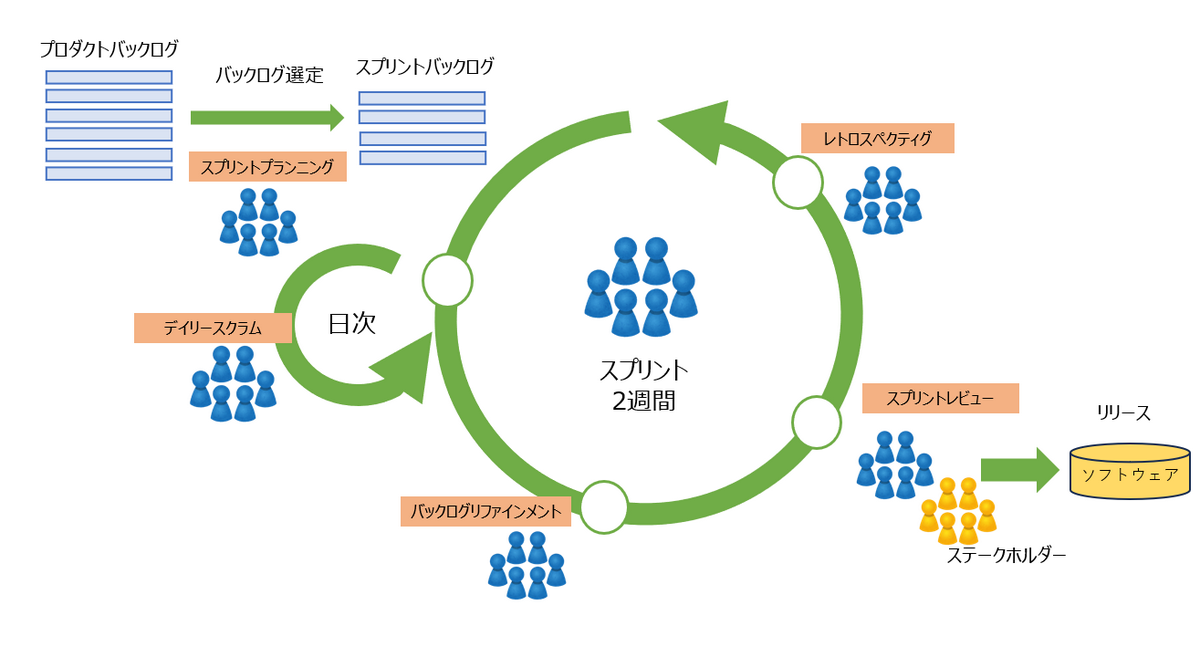 プロダクトバックログ
バックログ選定
スプリントバックログ
スプリントプランニング
レトロスペクティグ
日次
デイリースクラム
スプリント
2週間
スプリントレビュー
リリース
ソフトウェア
バックログリファインメント
ステークホルダー